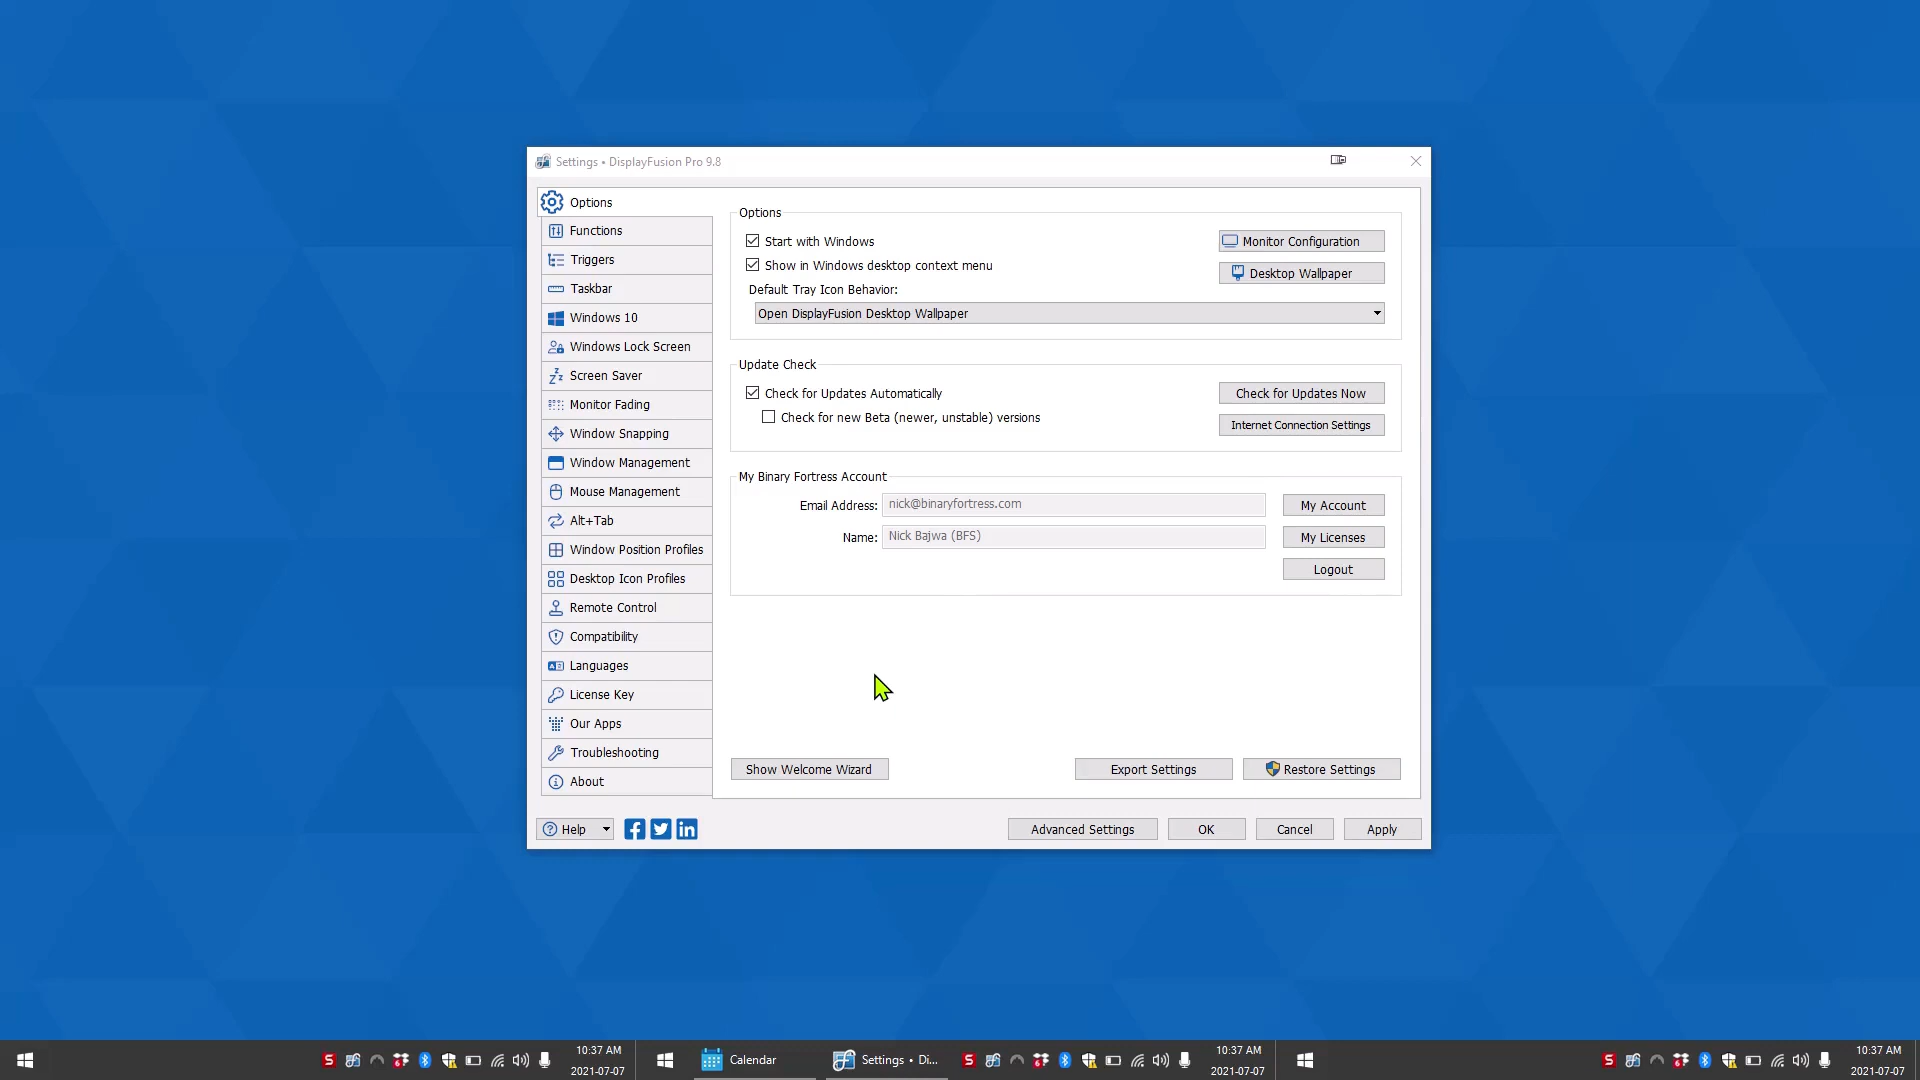 Settings • DisplayFusion Pro 9.8
Options
Functions
Triggers
Taskbar
Windows 10
Windows Lock Screen
Screen Saver
Monitor Fading
Window Snapping
Window Management
Mouse Management
Alt+Tab
Window Position Profiles
Desktop Icon Profiles
Remote Control
Compatibility
Languages
License Key
Our Apps
Troubleshooting
About
Options
Start with Windows
Monitor Configuration
Show in Windows desktop context menu
Desktop Wallpaper
Default Tray Icon Behavior:
Open DisplayFusion Desktop Wallpaper
Update Check
Check for Updates Automatically
Check for Updates Now
Check for new Beta (newer, unstable) versions
Internet Connection Settings
My Binary Fortress Account
Email Address: nick@binaryfortress.com
My Account
Name: Nick Bajwa (BFS)
My Licenses
Logout
Show Welcome Wizard
Export Settings
Restore Settings
Help
Advanced Settings
OK
Cancel
Apply
10:37 AM
2021-07-07
Calendar
Settings • Di...
10:37 AM
2021-07-07
10:37 AM
2021-07-07